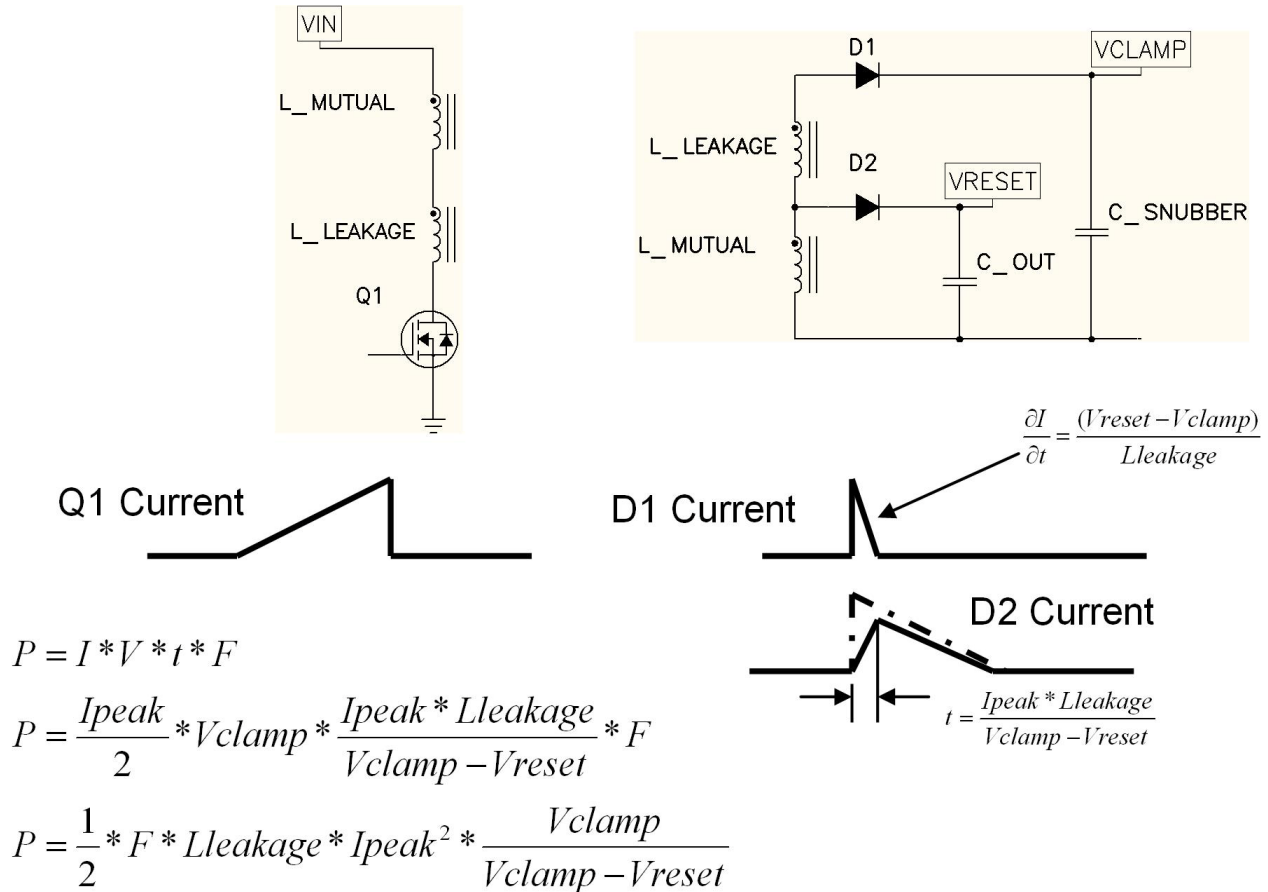 VIN
L_MUTUAL
L_LEAKAGE
Q1
D1
VCLAMP
L_LEAKAGE
D2
VRESET
C_SNUBBER
L_MUTUAL
C_OUT
∂I/∂t = (Vreset − Vclamp)/Lleakage
Q1 Current
D1 Current
D2 Current
t = Ipeak * Lleakage/Vclamp − Vreset
P = I * V * t * F
P = Ipeak/2 * Vclamp * Ipeak * Lleakage/Vclamp − Vreset * F
P = 1/2 * F * Lleakage * Ipeak² * Vclamp/Vclamp − Vreset